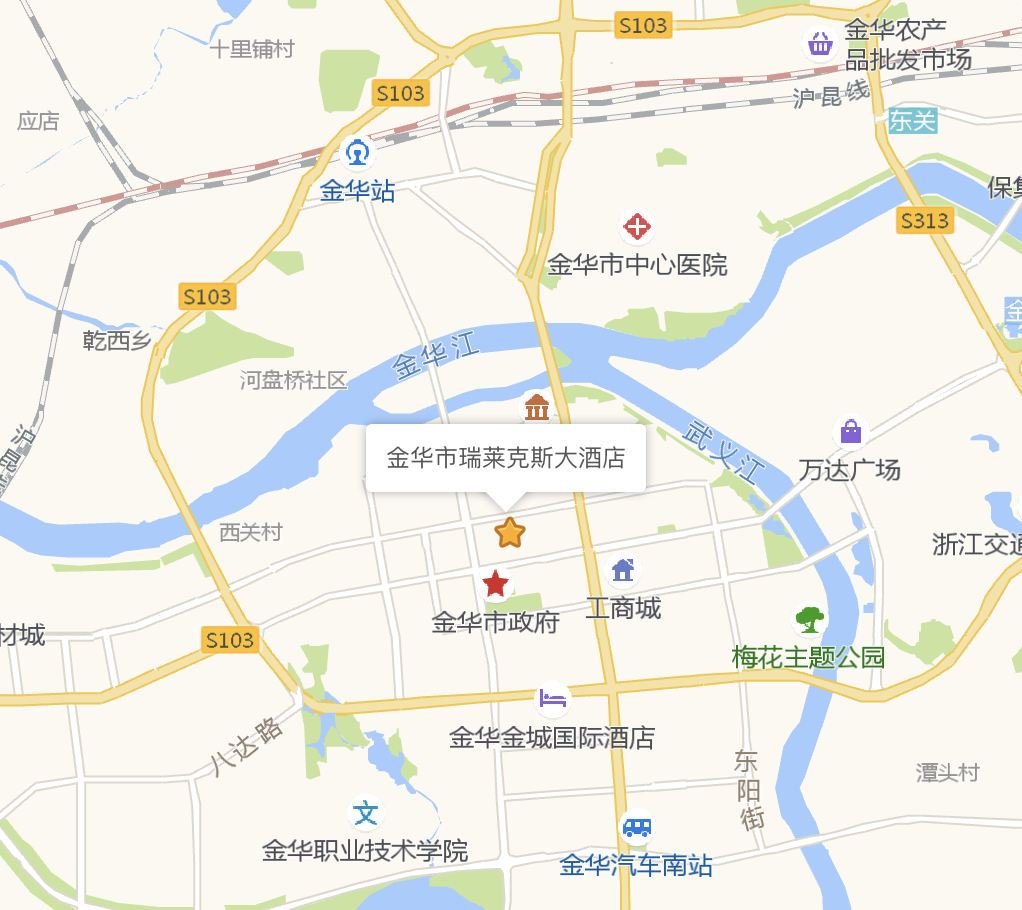 S103
金华农产
品批发市场
十里铺村
S103
沪昆线
应店
东关
金华站
保集
S313
金华市中心医院
S103
金
乾西乡
金华江
河盘桥社区
沪昆
武义江
金华市瑞莱克斯大酒店
万达广场
西关村
浙江交通
工商城
金华市政府
材城
S103
梅花主题公园
金华金城国际酒店
八达路
东阳街
潭头村
文
金华职业技术学院
金华汽车南站